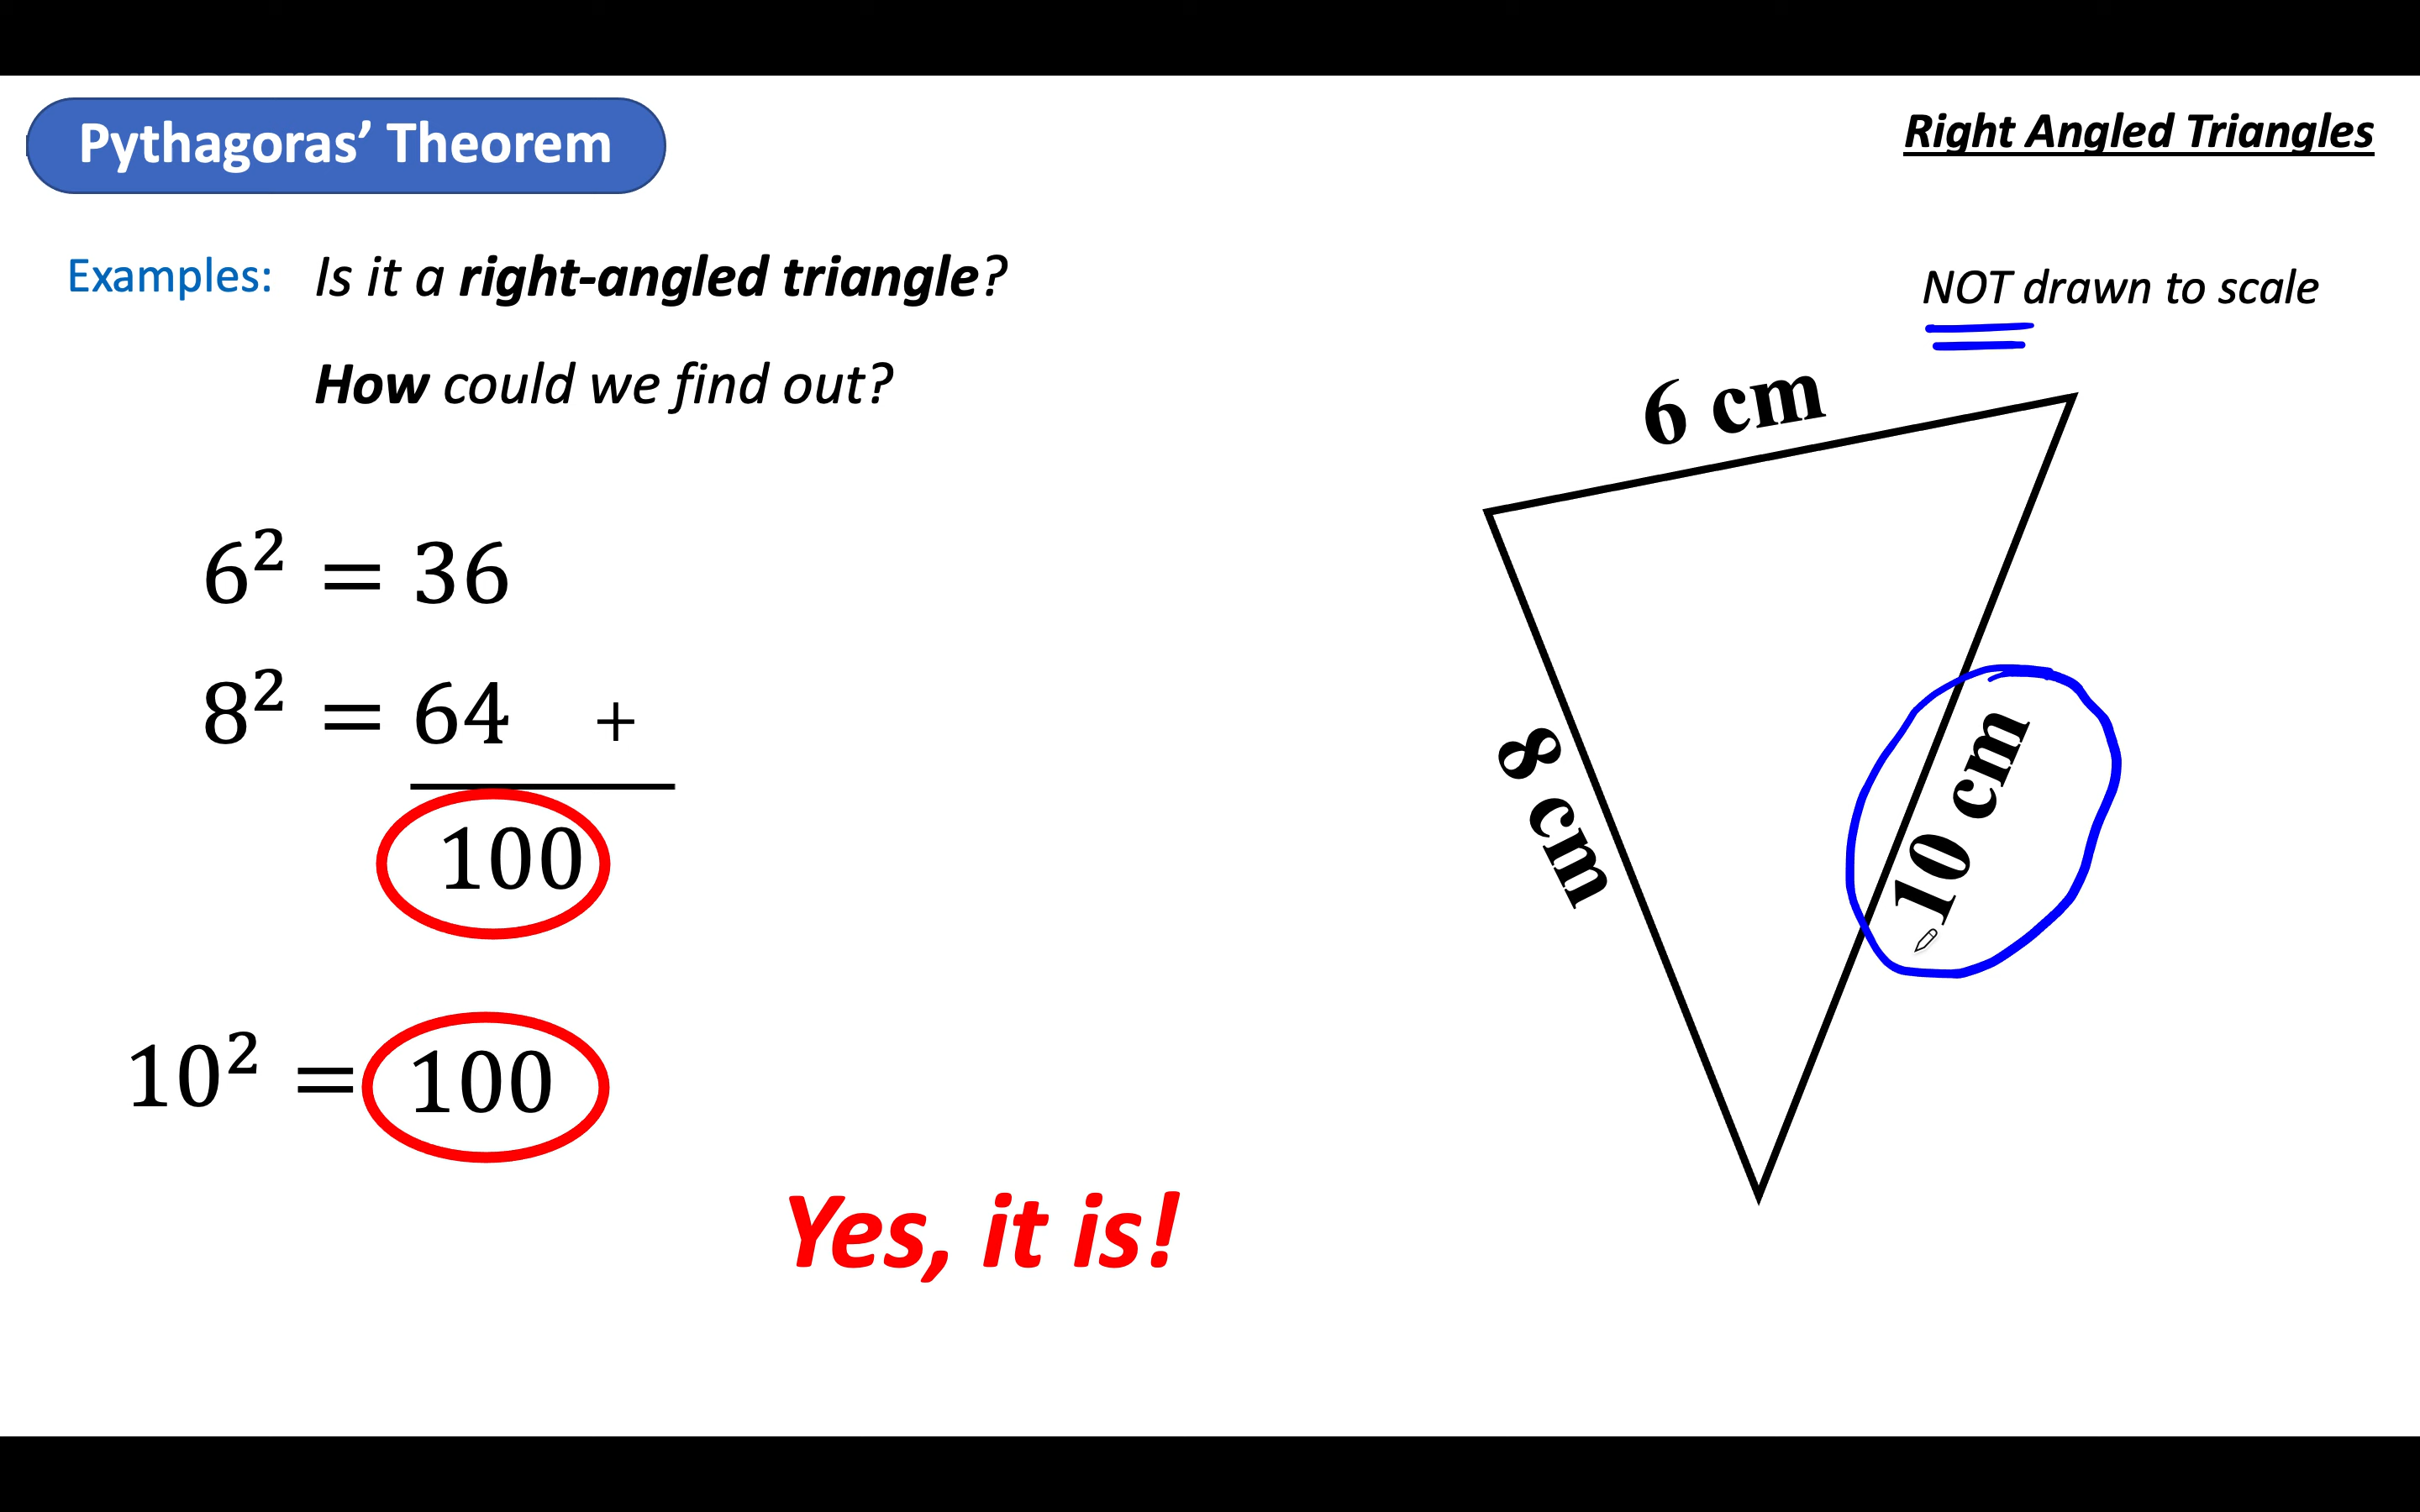 Pythagoras’ Theorem
Right Angled Triangles
Examples: Is it a right-angled triangle?
NOT drawn to scale
How could we find out?
6 cm
8 cm
10 cm
6² = 36
8² = 64 +
100
10² = 100
Yes, it is!